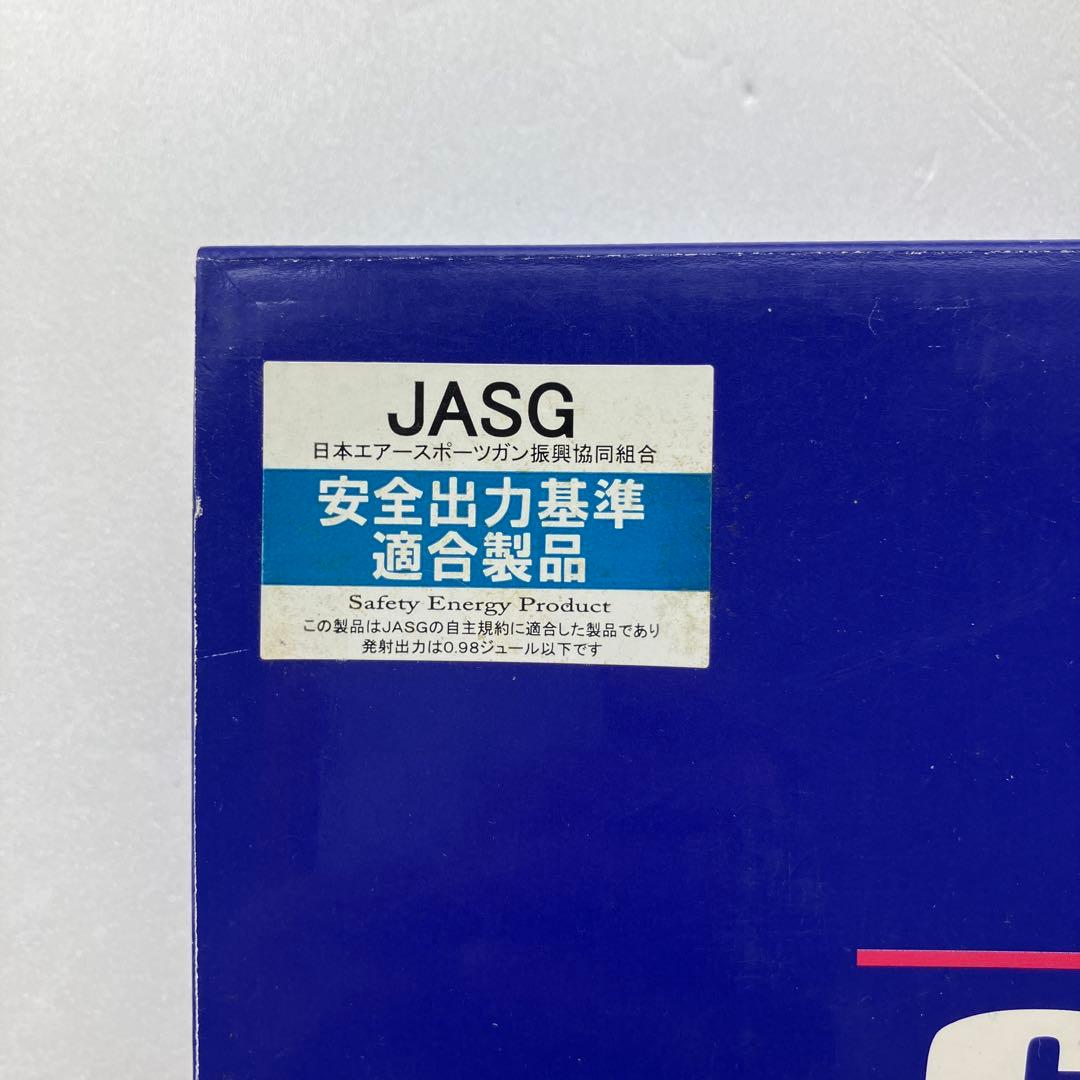 JASG
日本エアースポーツガン振興協同組合
安全出力基準
適合製品
Safety Energy Product
この製品はJASGの自主規約に適合した製品であり
発射出力は0.98ジュール以下です